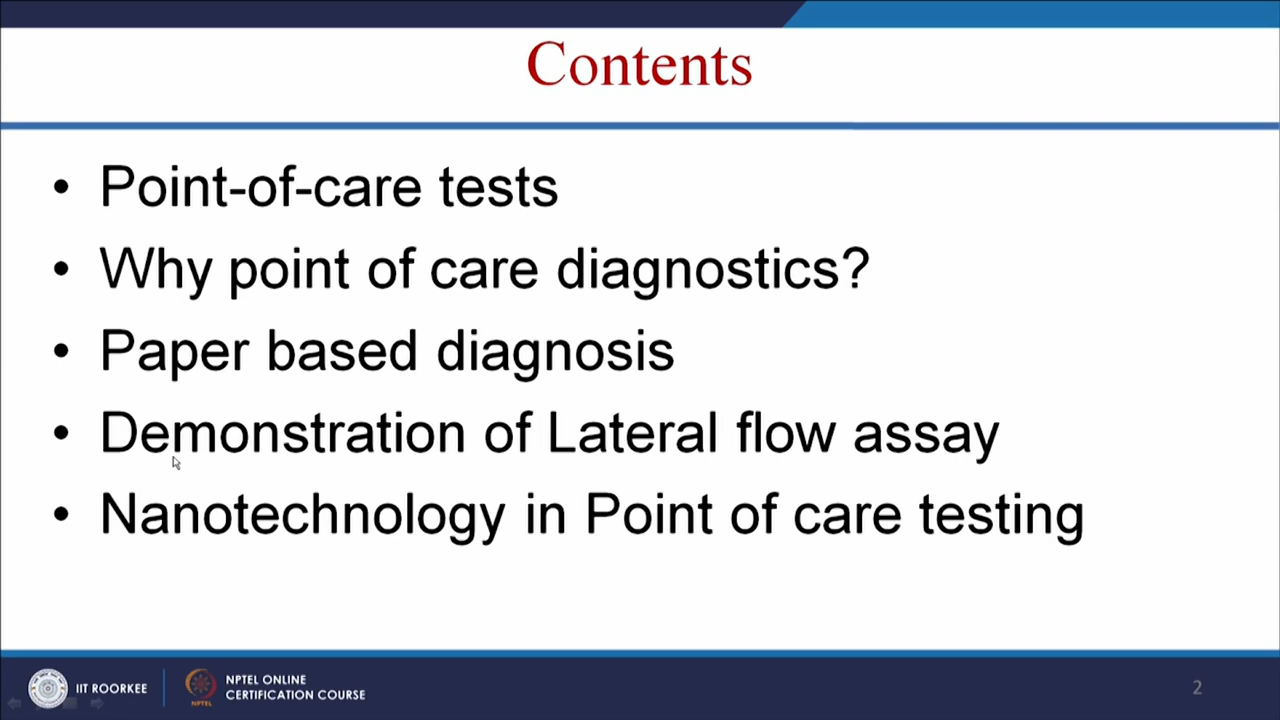 Contents
• Point-of-care tests
• Why point of care diagnostics?
• Paper based diagnosis
• Demonstration of Lateral flow assay
• Nanotechnology in Point of care testing
IIT ROORKEE
NPTEL
NPTEL ONLINE
CERTIFICATION COURSE
2